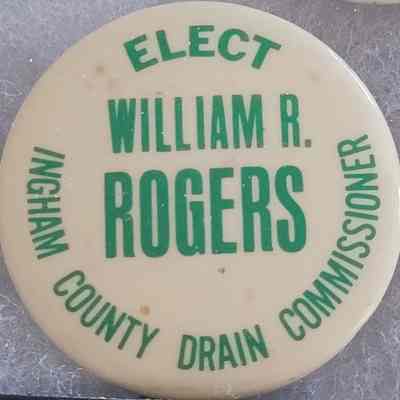 ELECT
WILLIAM R.
ROGERS
INGHAM COUNTY DRAIN COMMISSIONER